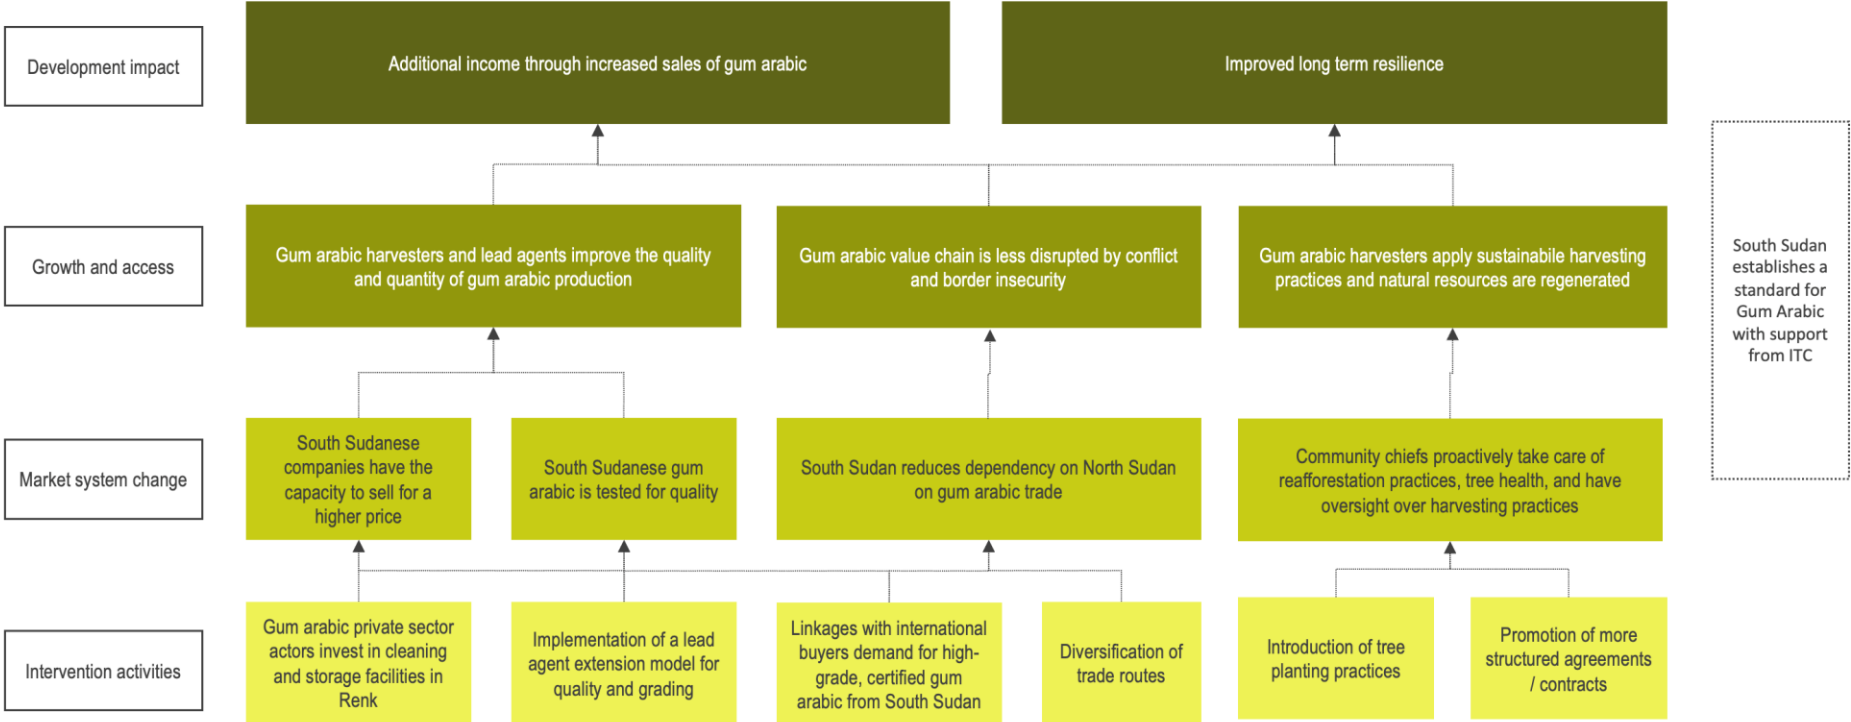 Development impact
Additional income through increased sales of gum arabic
Improved long term resilience
Growth and access
Gum arabic harvesters and lead agents improve the quality
and quantity of gum arabic production
Gum arabic value chain is less disrupted by conflict
and border insecurity
Gum arabic harvesters apply sustainabile harvesting
practices and natural resources are regenerated
South Sudan
establishes a
standard for
Gum Arabic
with support
from ITC
Market system change
South Sudanese
companies have the
capacity to sell for a
higher price
South Sudanese gum
arabic is tested for quality
South Sudan reduces dependency on North Sudan
on gum arabic trade
Community chiefs proactively take care of
reafforestation practices, tree health, and have
oversight over harvesting practices
Intervention activities
Gum arabic private sector
actors invest in cleaning
and storage facilities in
Renk
Implementation of a lead
agent extension model for
quality and grading
Linkages with international
buyers demand for high-
grade, certified gum
arabic from South Sudan
Diversification of
trade routes
Introduction of tree
planting practices
Promotion of more
structured agreements
/ contracts